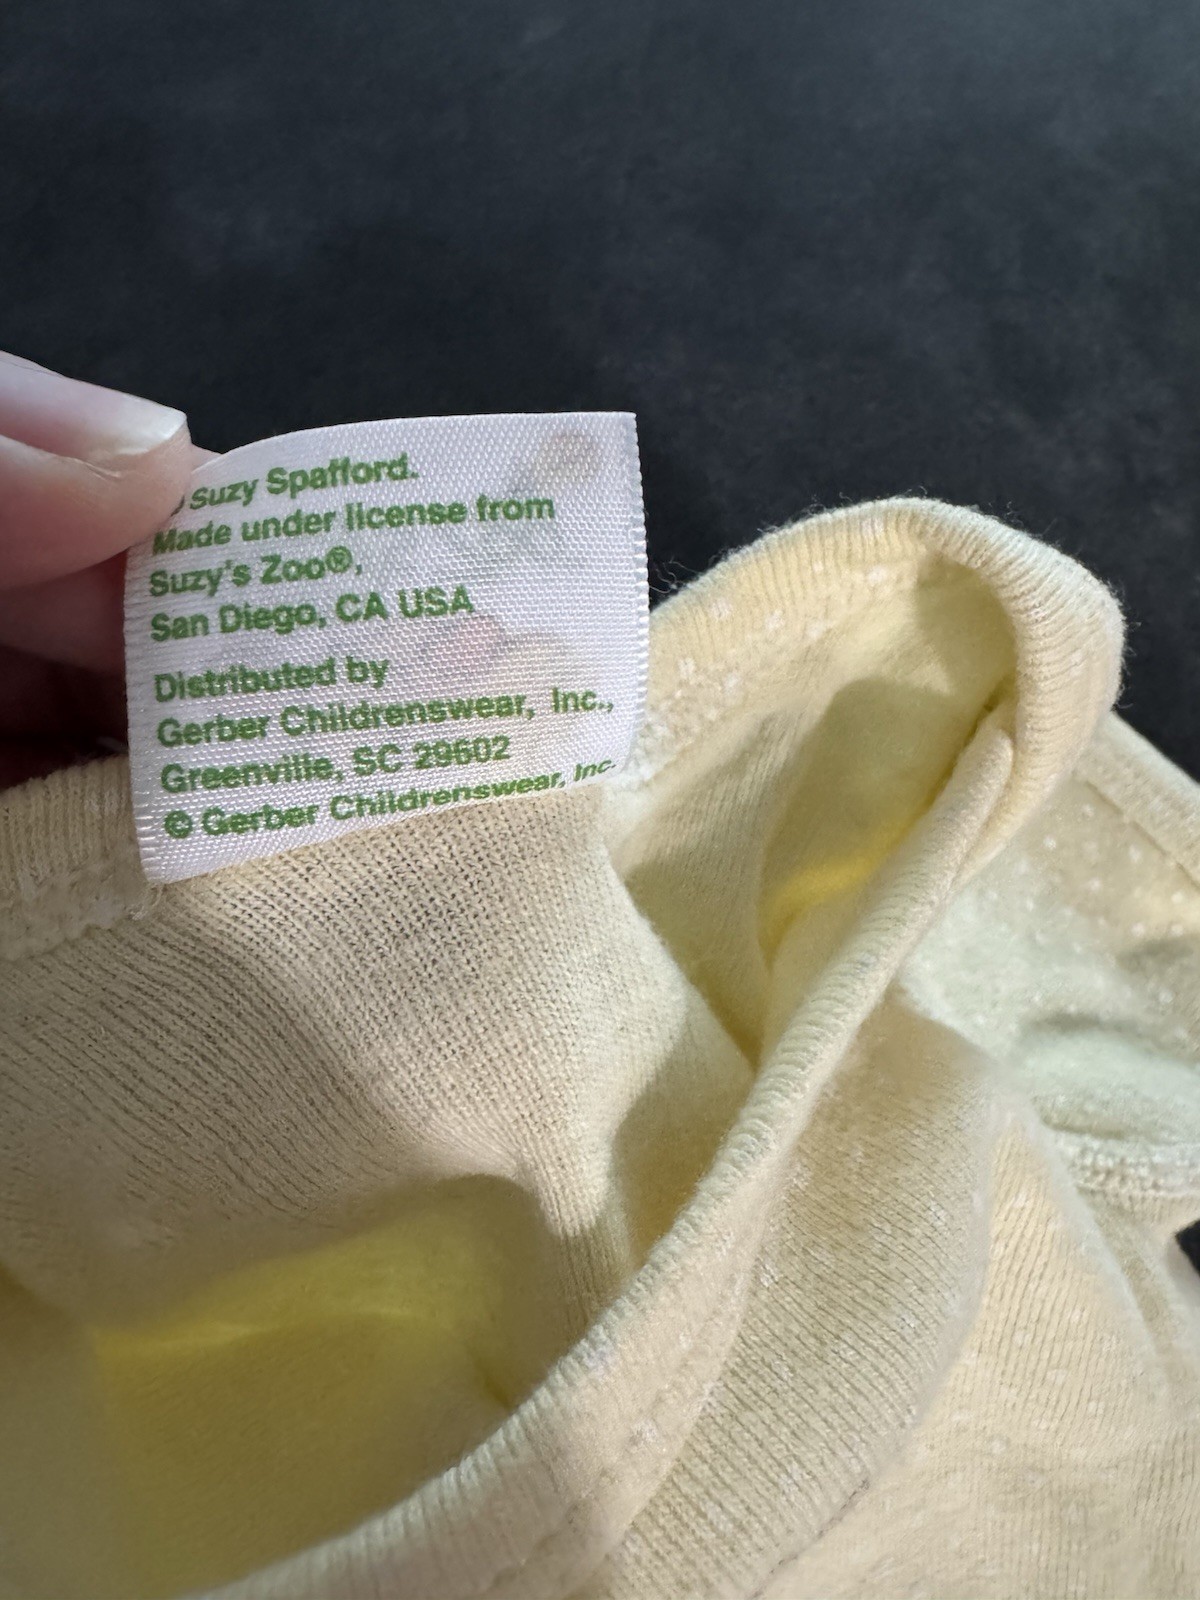 © Suzy Spafford.
Made under license from
Suzy's Zoo®,
San Diego, CA USA
Distributed by
Gerber Childrenswear, Inc.,
Greenville, SC 29602
© Gerber Childrenswear, Inc.